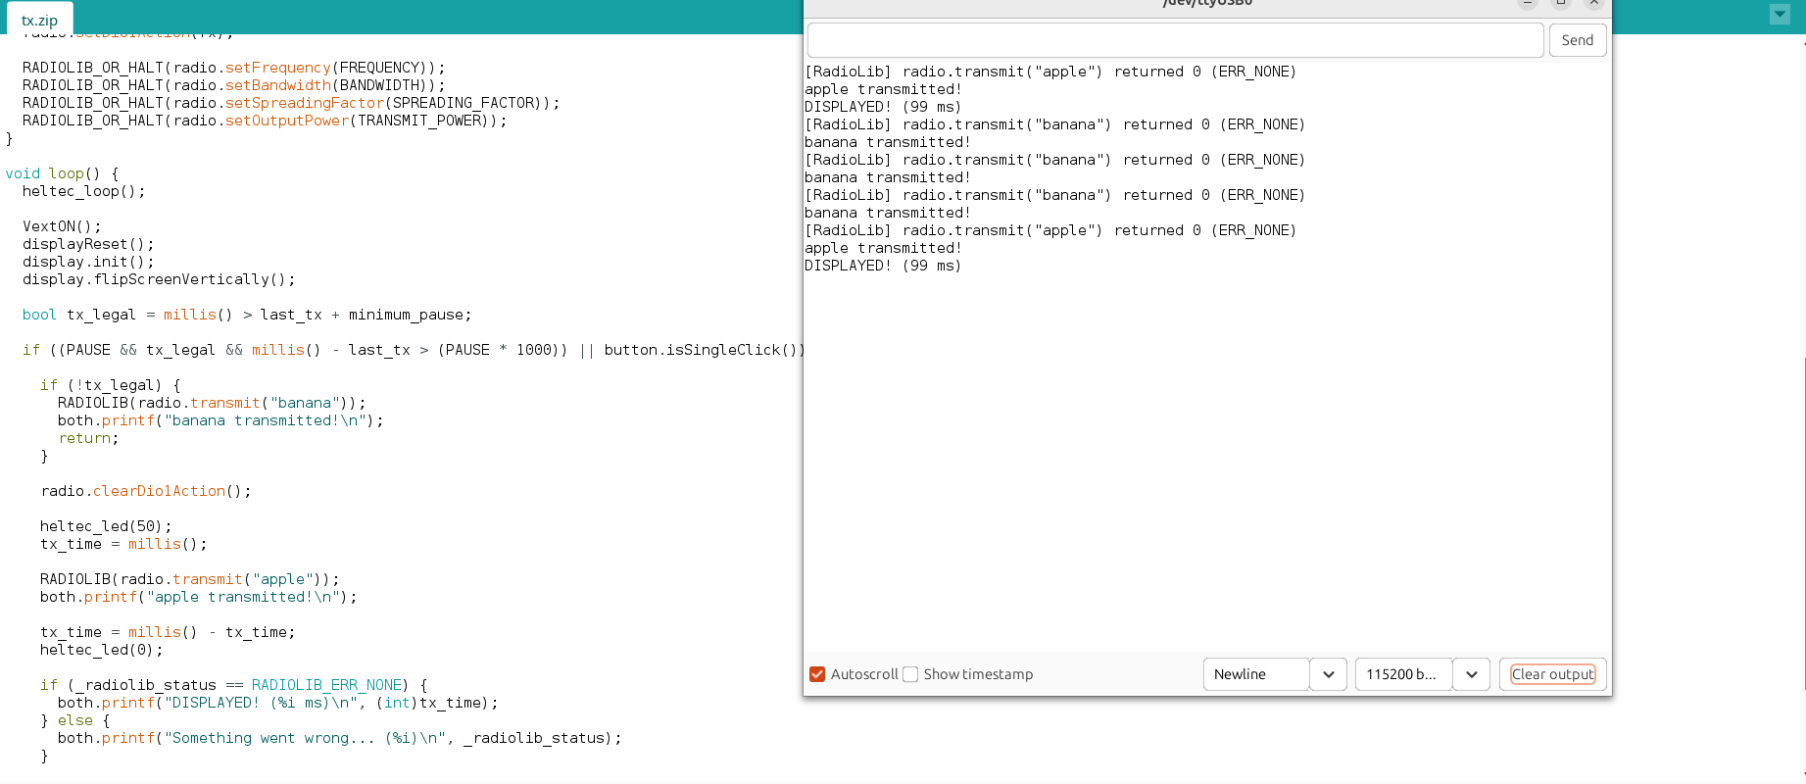 tx.zip
radio.setDio1Action(rx);
RADIOLIB_OR_HALT(radio.setFrequency(FREQUENCY));
RADIOLIB_OR_HALT(radio.setBandwidth(BANDWIDTH));
RADIOLIB_OR_HALT(radio.setSpreadingFactor(SPREADING_FACTOR));
RADIOLIB_OR_HALT(radio.setOutputPower(TRANSMIT_POWER));
}
void loop() {
heltec_loop();
VextON();
displayReset();
display.init();
display.flipScreenVertically();
bool tx_legal = millis() > last_tx + minimum_pause;
if ((PAUSE && tx_legal && millis() - last_tx > (PAUSE * 1000)) || button.isSingleClick())
if (!tx_legal) {
RADIOLIB(radio.transmit("banana"));
both.printf("banana transmitted!\n");
return;
}
radio.clearDio1Action();
heltec_led(50);
tx_time = millis();
RADIOLIB(radio.transmit("apple"));
both.printf("apple transmitted!\n");
tx_time = millis() - tx_time;
heltec_led(0);
if (_radiolib_status == RADIOLIB_ERR_NONE) {
both.printf("DISPLAYED! (%i ms)\n", (int)tx_time);
} else {
both.printf("Something went wrong... (%i)\n", _radiolib_status);
}
/dev/ttyUSB0
Send
[RadioLib] radio.transmit("apple") returned 0 (ERR_NONE)
apple transmitted!
DISPLAYED! (99 ms)
[RadioLib] radio.transmit("banana") returned 0 (ERR_NONE)
banana transmitted!
[RadioLib] radio.transmit("banana") returned 0 (ERR_NONE)
banana transmitted!
[RadioLib] radio.transmit("banana") returned 0 (ERR_NONE)
banana transmitted!
[RadioLib] radio.transmit("apple") returned 0 (ERR_NONE)
apple transmitted!
DISPLAYED! (99 ms)
Autoscroll
Show timestamp
Newline
115200 b...
Clear output